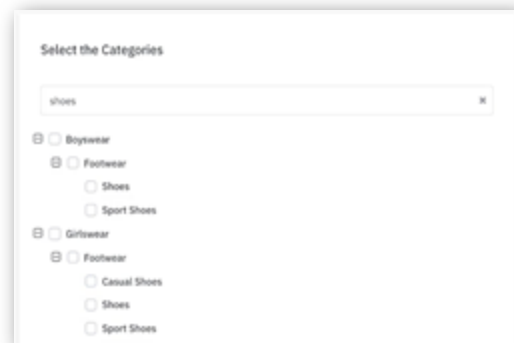 Select the Categories
shoes
Boyswear
Footwear
Shoes
Sport Shoes
Girlswear
Footwear
Casual Shoes
Shoes
Sport Shoes